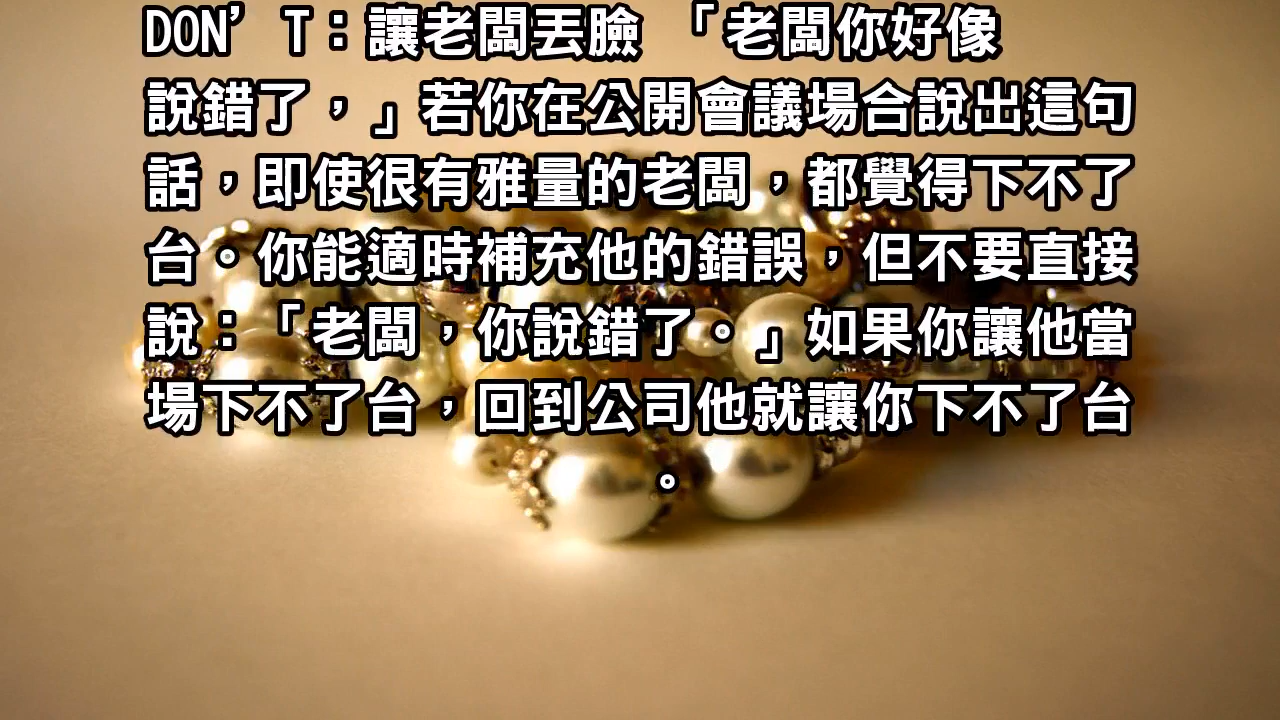 DON’T：讓老闆丟臉 「老闆你好像
說錯了，」若你在公開會議場合說出這句
話，即使很有雅量的老闆，都覺得下不了
台。你能適時補充他的錯誤，但不要直接
說：「老闆，你說錯了。」如果你讓他當
場下不了台，回到公司他就讓你下不了台
。